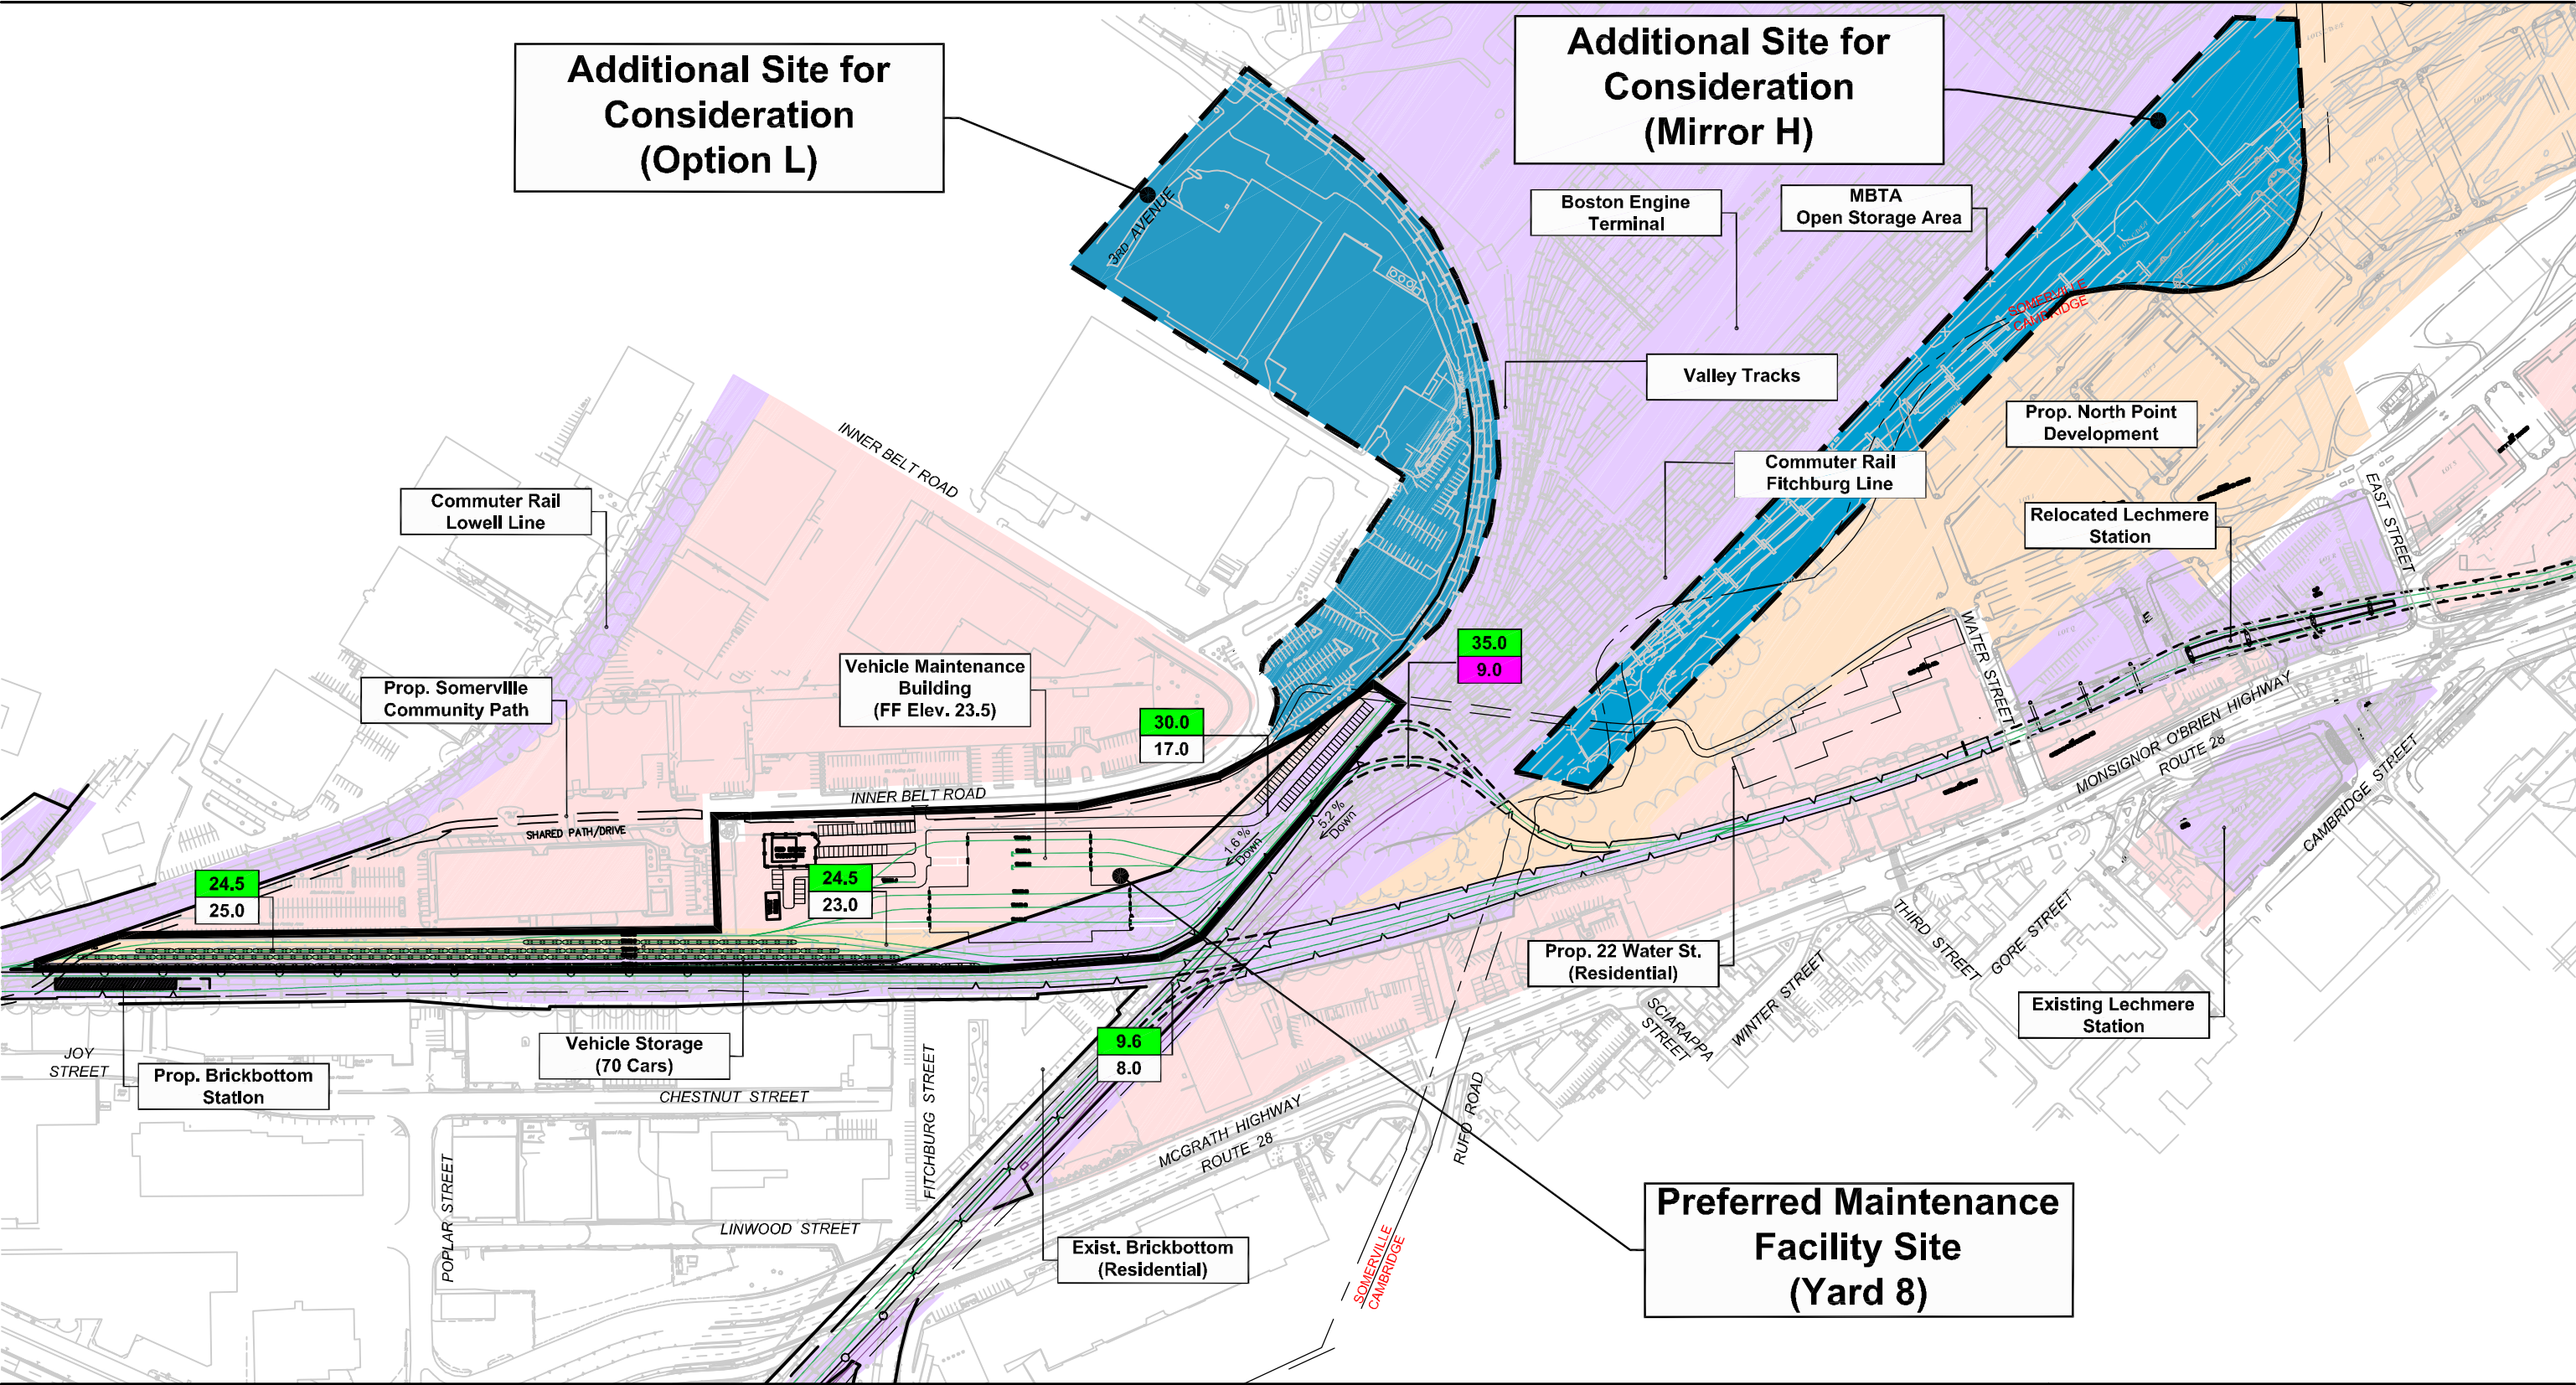 Additional Site for
Consideration
(Option L)
Additional Site for
Consideration
(Mirror H)
3RD AVENUE
Boston Engine
Terminal
MBTA
Open Storage Area
SOMERVILLE
CAMBRIDGE
Valley Tracks
Prop. North Point
Development
INNER BELT ROAD
Commuter Rail
Fitchburg Line
Commuter Rail
Lowell Line
EAST STREET
Relocated Lechmere
Station
WATER STREET
35.0
9.0
Vehicle Maintenance
Building
(FF Elev. 23.5)
Prop. Somerville
Community Path
30.0
17.0
MONSIGNOR O'BRIEN HIGHWAY
ROUTE 28
CAMBRIDGE STREET
INNER BELT ROAD
SHARED PATH/DRIVE
1.6 %
Down
5.2 %
Down
24.5
25.0
24.5
23.0
THIRD STREET
GORE STREET
Prop. 22 Water St.
(Residential)
WINTER STREET
SCIARAPPA
STREET
Existing Lechmere
Station
JOY
STREET
Prop. Brickbottom
Station
Vehicle Storage
(70 Cars)
9.6
8.0
CHESTNUT STREET
FITCHBURG STREET
RUFO ROAD
MCGRATH HIGHWAY
ROUTE 28
POPLAR STREET
LINWOOD STREET
Exist. Brickbottom
(Residential)
SOMERVILLE
CAMBRIDGE
Preferred Maintenance
Facility Site
(Yard 8)